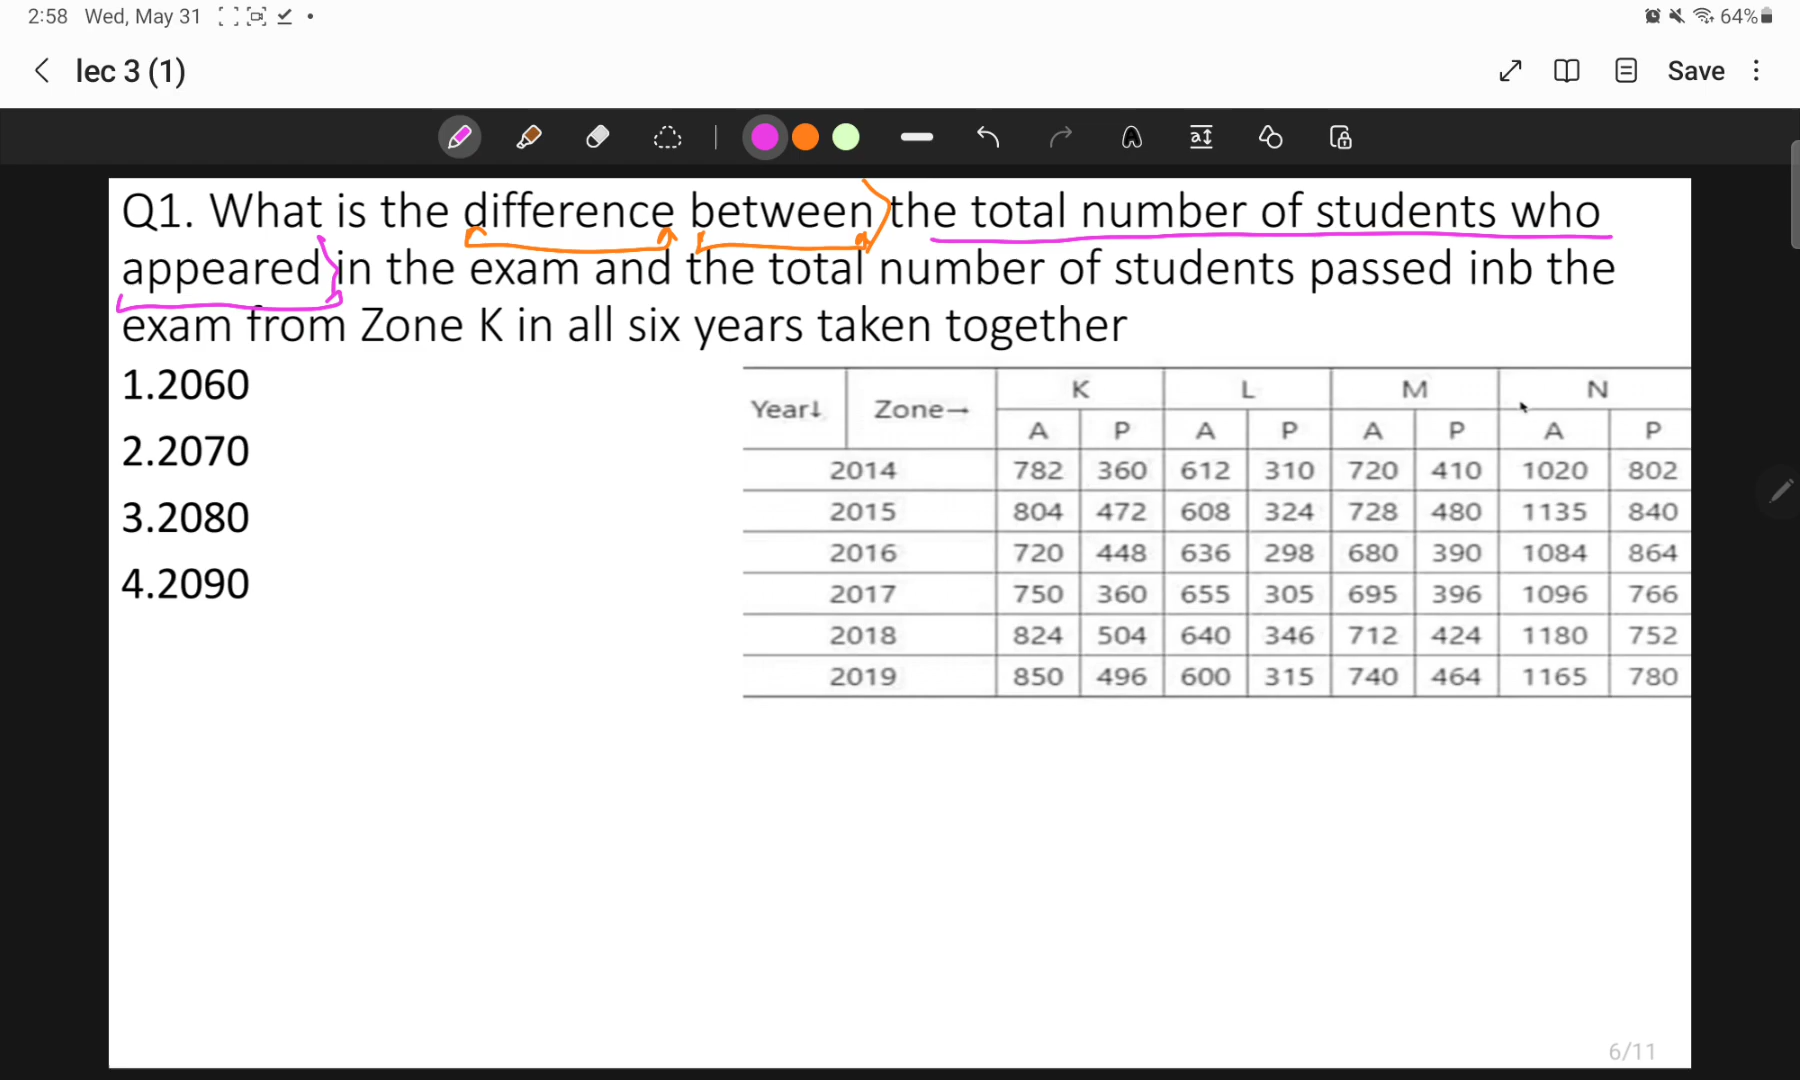 2:58 Wed, May 31
64%
lec 3 (1)
Save
Q1. What is the difference between the total number of students who
appeared in the exam and the total number of students passed inb the
exam from Zone K in all six years taken together
1.2060
2.2070
3.2080
4.2090
Year↓ Zone→ K L M N
A P A P A P A P
2014 782 360 612 310 720 410 1020 802
2015 804 472 608 324 728 480 1135 840
2016 720 448 636 298 680 390 1084 864
2017 750 360 655 305 695 396 1096 766
2018 824 504 640 346 712 424 1180 752
2019 850 496 600 315 740 464 1165 780
6/11